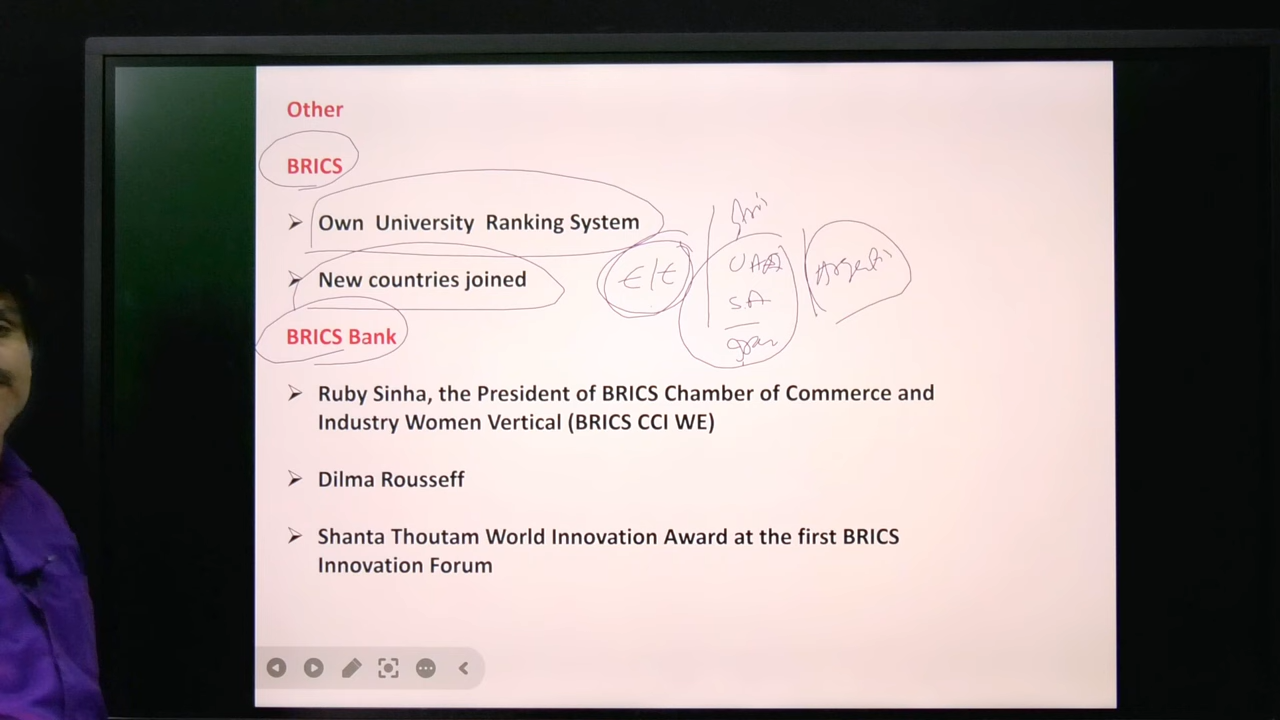 Other
BRICS
Own University Ranking System
New countries joined
E/E
UAE
SA
BRICS Bank
Ruby Sinha, the President of BRICS Chamber of Commerce and
Industry Women Vertical (BRICS CCI WE)
Dilma Rousseff
Shanta Thoutam World Innovation Award at the first BRICS
Innovation Forum